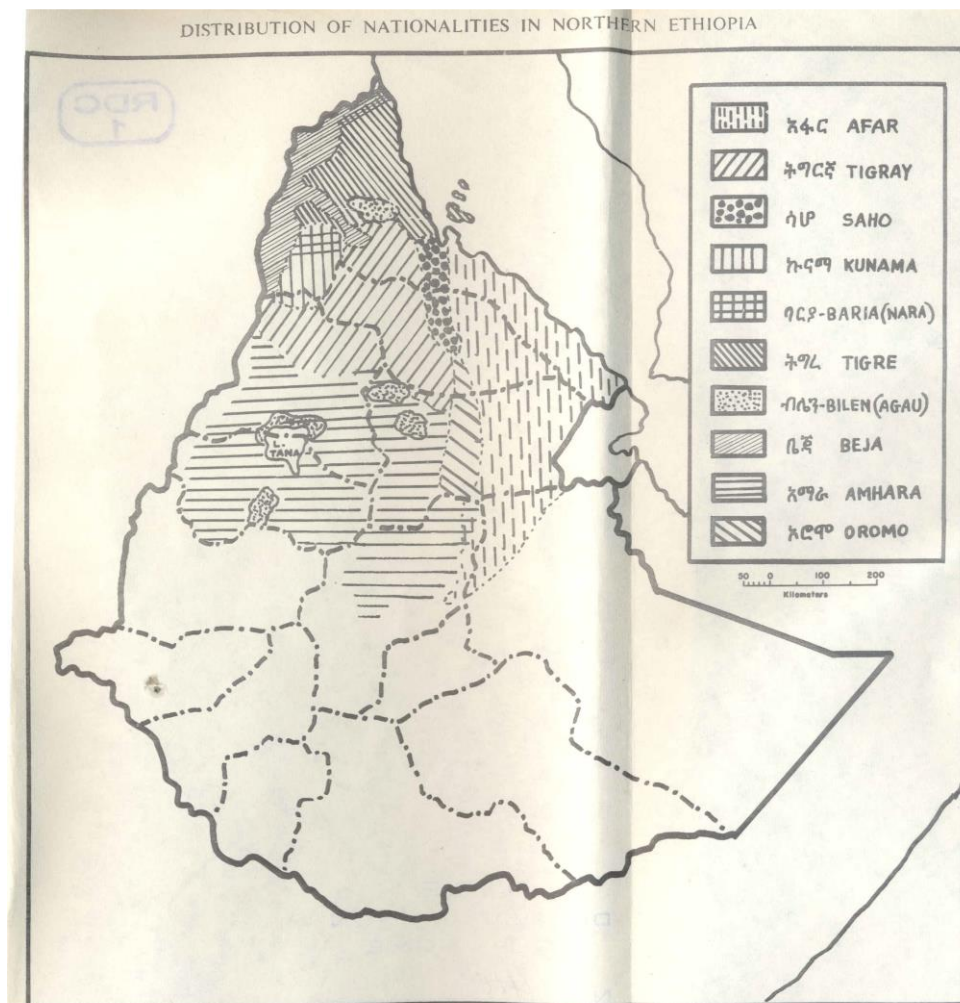 DISTRIBUTION OF NATIONALITIES IN NORTHERN ETHIOPIA
RDC
1
አፋር AFAR
ትግርኛ TIGRAY
ሳሆ SAHO
ኩናማ KUNAMA
ባርያ-BARIA(NARA)
ትግረ TIGRE
ብሌን-BILEN(AGAU)
ቤጃ BEJA
አማራ AMHARA
ኦሮሞ OROMO
L.
TANA
50 0 100 200
Kilometers